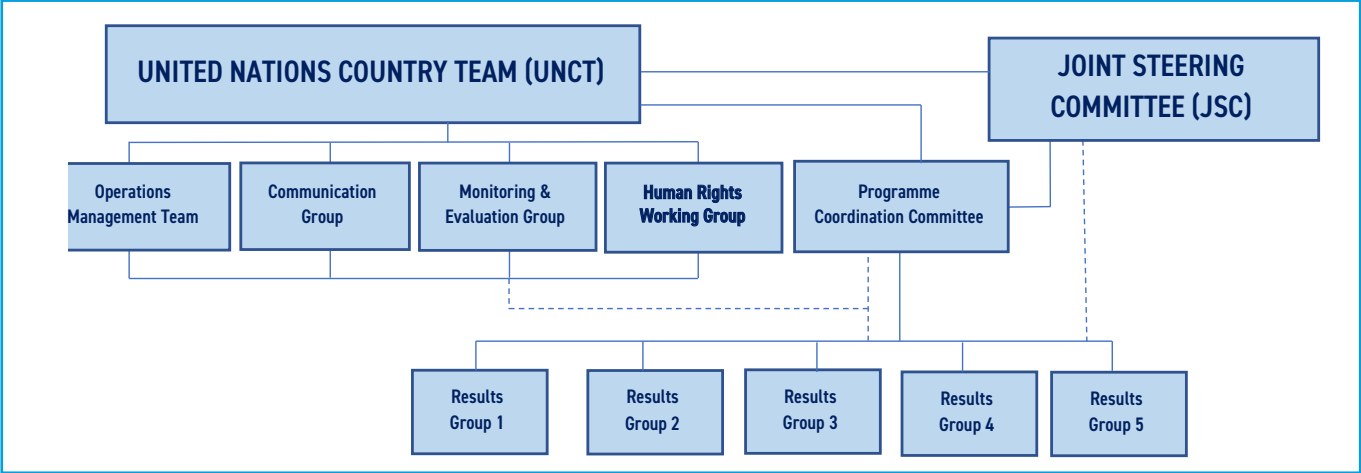 UNITED NATIONS COUNTRY TEAM (UNCT)
JOINT STEERING
COMMITTEE (JSC)
Operations
Management Team
Communication
Group
Monitoring &
Evaluation Group
Human Rights
Working Group
Programme
Coordination Committee
Results
Group 1
Results
Group 2
Results
Group 3
Results
Group 4
Results
Group 5